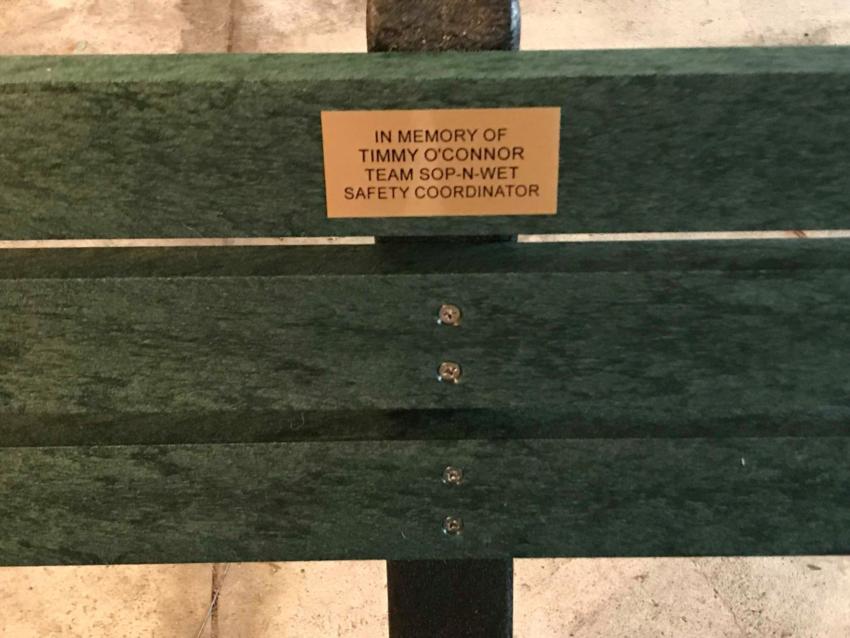 IN MEMORY OF
TIMMY O'CONNOR
TEAM SOP-N-WET
SAFETY COORDINATOR